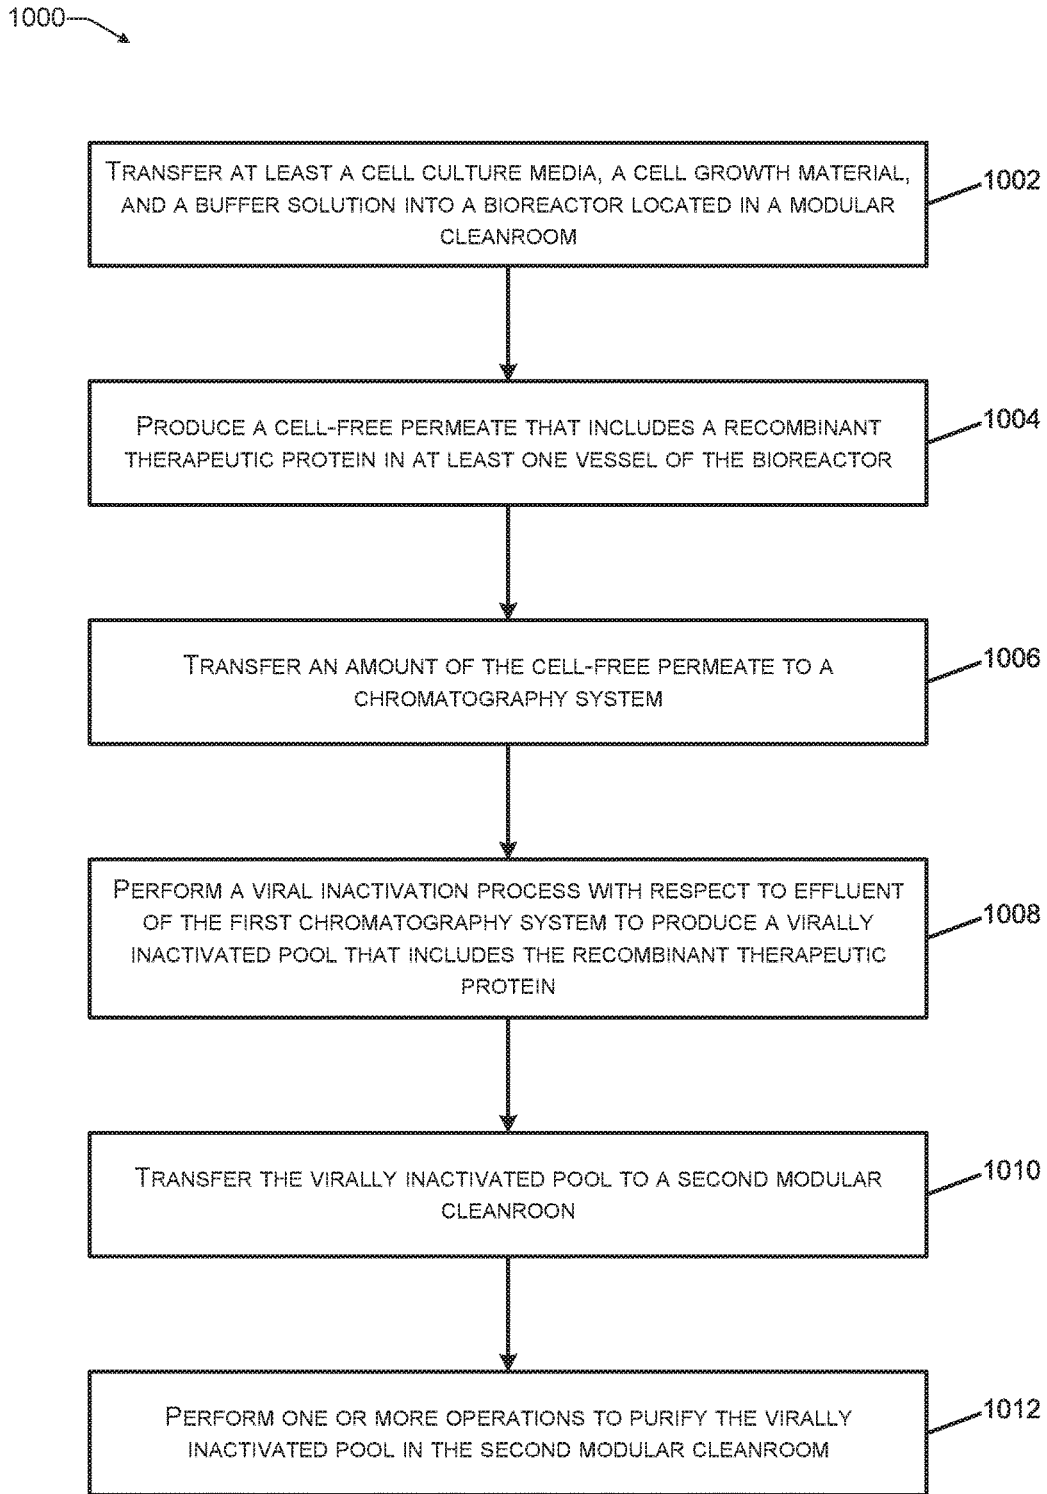 1000
TRANSFER AT LEAST A CELL CULTURE MEDIA, A CELL GROWTH MATERIAL,
AND A BUFFER SOLUTION INTO A BIOREACTOR LOCATED IN A MODULAR
CLEANROOM
1002
PRODUCE A CELL-FREE PERMEATE THAT INCLUDES A RECOMBINANT
THERAPEUTIC PROTEIN IN AT LEAST ONE VESSEL OF THE BIOREACTOR
1004
TRANSFER AN AMOUNT OF THE CELL-FREE PERMEATE TO A
CHROMATOGRAPHY SYSTEM
1006
PERFORM A VIRAL INACTIVATION PROCESS WITH RESPECT TO EFFLUENT
OF THE FIRST CHROMATOGRAPHY SYSTEM TO PRODUCE A VIRALLY
INACTIVATED POOL THAT INCLUDES THE RECOMBINANT THERAPEUTIC
PROTEIN
1008
TRANSFER THE VIRALLY INACTIVATED POOL TO A SECOND MODULAR
CLEANROON
1010
PERFORM ONE OR MORE OPERATIONS TO PURIFY THE VIRALLY
INACTIVATED POOL IN THE SECOND MODULAR CLEANROOM
1012